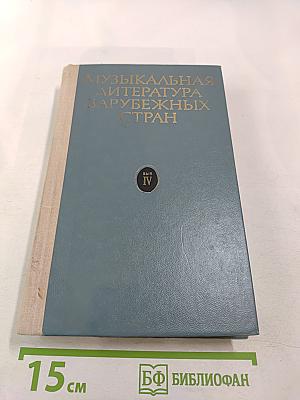 МУЗЫКАЛЬНАЯ
ЛИТЕРАТУРА
ЗАРУБЕЖНЫХ
СТРАН
ВЫП
IV
15 см
БФ БИБЛИОФАН